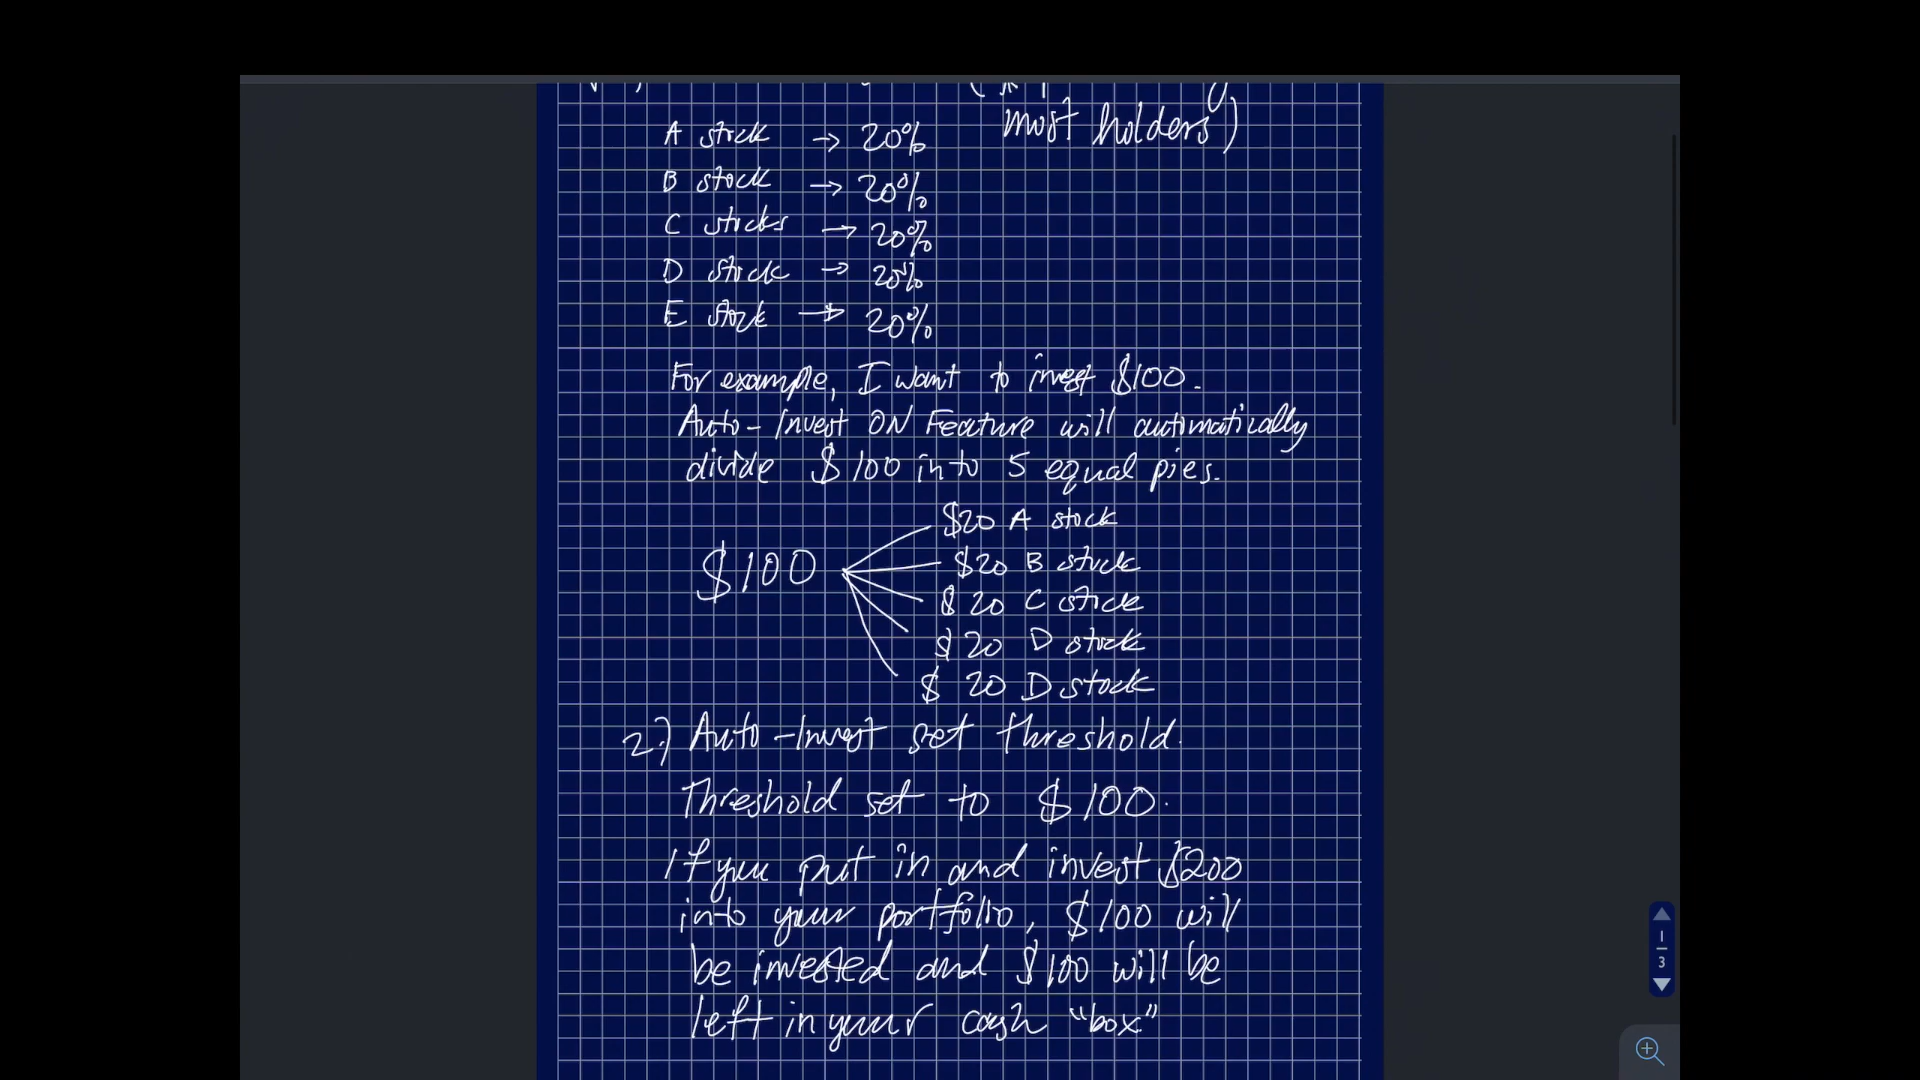 most holders)
A stock → 20%
B stock → 20%
C stocks → 20%
D stock → 20%
E stock → 20%
For example, I want to invest $100.
Auto-Invest ON Feature will automatically
divide $100 into 5 equal pies.
$20 A stock
$20 B stock
$100
$20 C stock
$20 D stock
$20 D stock
2.) Auto-Invest set threshold.
Threshold set to $100.
If you put in and invest $200
into your portfolio, $100 will
be invested and $100 will be
left in your cash "box"
1
3